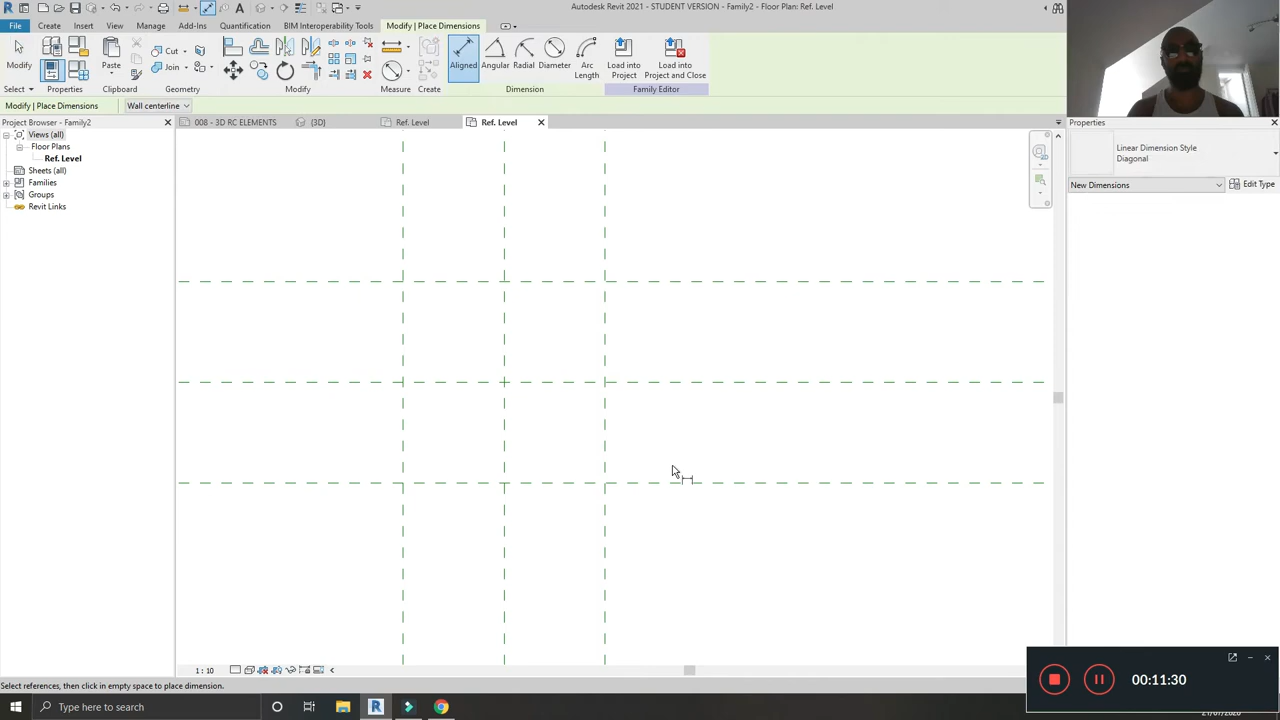 Autodesk Revit 2021 - STUDENT VERSION - Family2 - Floor Plan: Ref. Level
File Create Insert View Manage Add-Ins Quantification BIM Interoperability Tools Modify | Place Dimensions
Modify Paste Cut Join Aligned Angular Radial Diameter Arc Length Load into Project Load into Project and Close
Select Properties Clipboard Geometry Modify Measure Create Dimension Family Editor
Modify | Place Dimensions Wall centerline
Project Browser - Family2
008 - 3D RC ELEMENTS {3D} Ref. Level Ref. Level
Properties
Views (all)
Floor Plans
Ref. Level
Sheets (all)
Families
Groups
Revit Links
Linear Dimension Style
Diagonal
New Dimensions Edit Type
1 : 10
Select references, then click in empty space to place dimension.
00:11:30
Type here to search